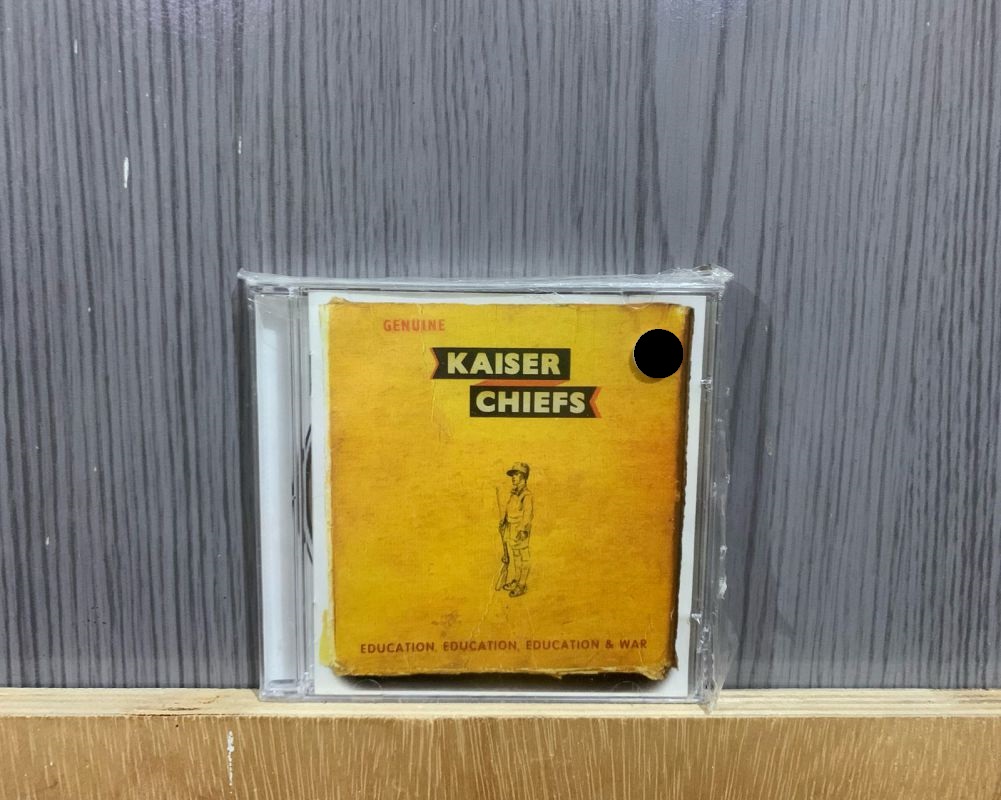 GENUINE
KAISER
CHIEFS
EDUCATION, EDUCATION, EDUCATION & WAR